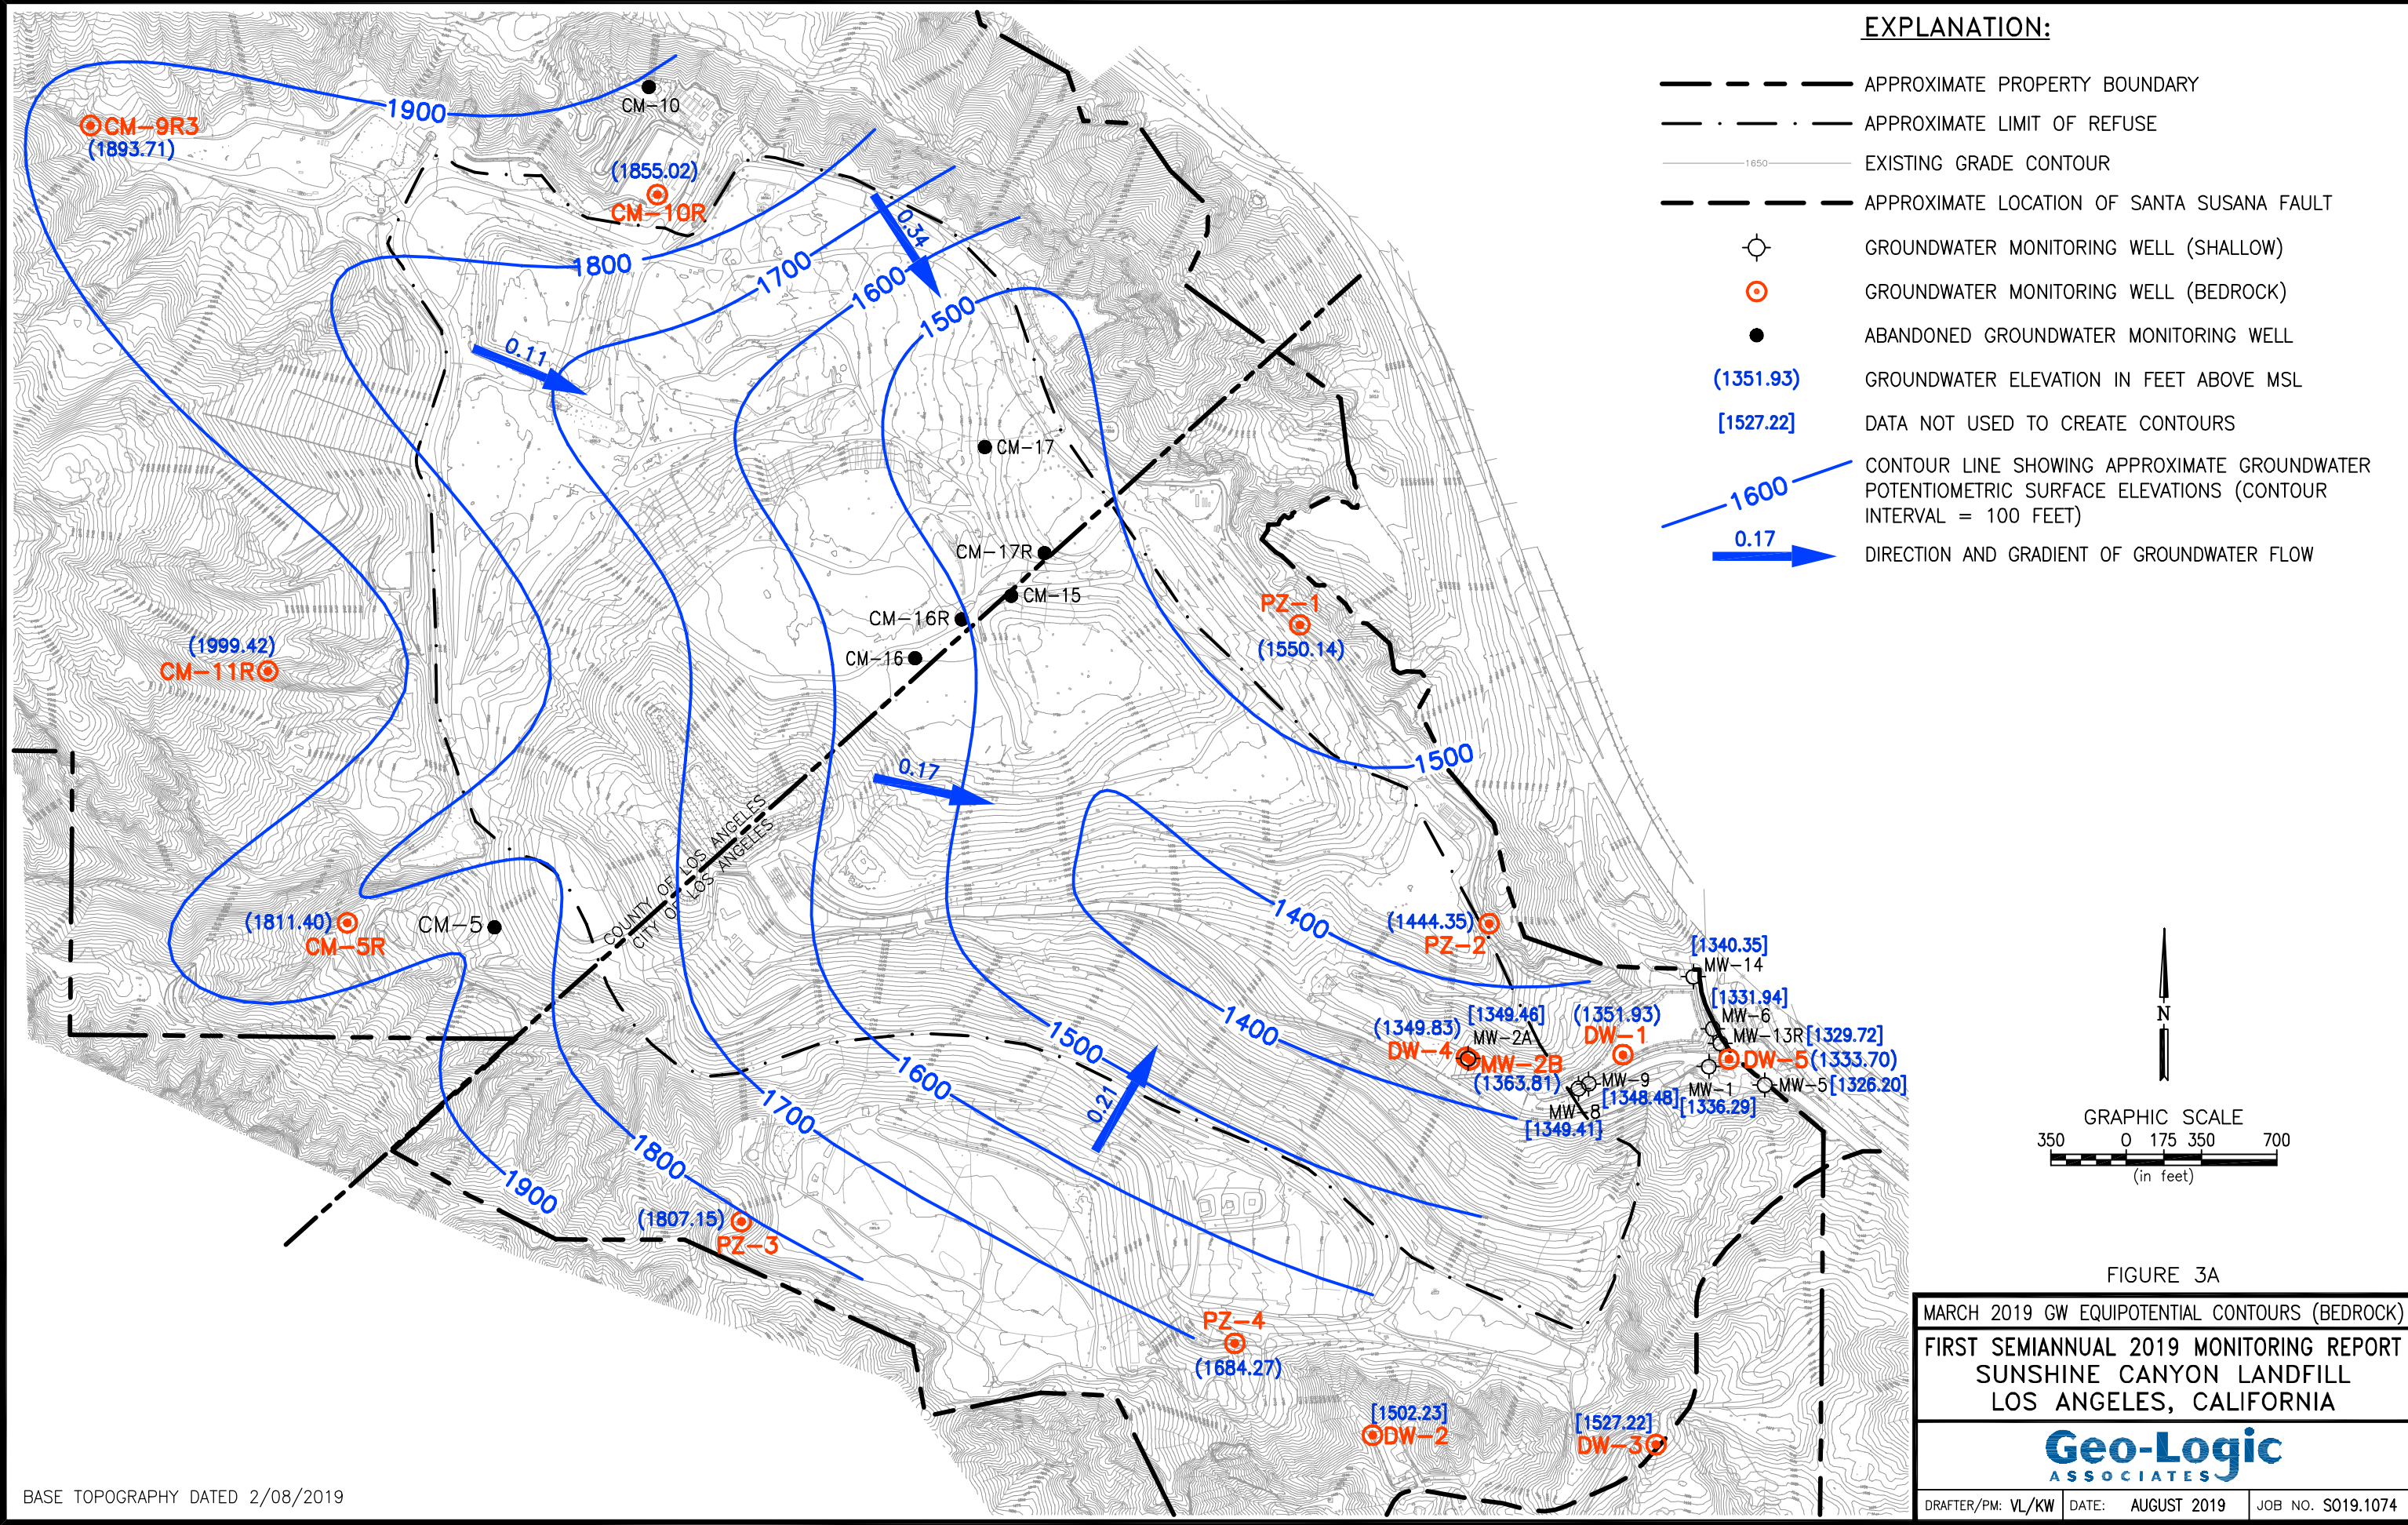 EXPLANATION:
APPROXIMATE PROPERTY BOUNDARY
APPROXIMATE LIMIT OF REFUSE
1650
EXISTING GRADE CONTOUR
APPROXIMATE LOCATION OF SANTA SUSANA FAULT
GROUNDWATER MONITORING WELL (SHALLOW)
GROUNDWATER MONITORING WELL (BEDROCK)
ABANDONED GROUNDWATER MONITORING WELL
(1351.93)
GROUNDWATER ELEVATION IN FEET ABOVE MSL
[1527.22]
DATA NOT USED TO CREATE CONTOURS
1600
CONTOUR LINE SHOWING APPROXIMATE GROUNDWATER
POTENTIOMETRIC SURFACE ELEVATIONS (CONTOUR
INTERVAL = 100 FEET)
0.17
DIRECTION AND GRADIENT OF GROUNDWATER FLOW
CM-10
1900
CM-9R3
(1893.71)
(1855.02)
CM-10R
0.34
1800
1700
1600
1500
0.11
CM-17
CM-17R
CM-15
CM-16R
CM-16
PZ-1
(1550.14)
(1999.42)
CM-11R
1500
0.17
COUNTY OF LOS ANGELES
CITY OF LOS ANGELES
(1811.40)
CM-5R
CM-5
1400
(1444.35)
PZ-2
[1340.35]
MW-14
[1331.94]
MW-6
MW-13R [1329.72]
DW-5 (1333.70)
MW-5 [1326.20]
MW-1
[1336.29]
(1351.93)
DW-1
[1349.46]
MW-2A
(1349.83)
DW-4
MW-2B
(1363.81)
MW-9
[1348.48]
MW-8
[1349.41]
1400
1500
1600
1700
1800
1900
0.21
(1807.15)
PZ-3
PZ-4
(1684.27)
[1502.23]
DW-2
[1527.22]
DW-3
N
GRAPHIC SCALE
350 0 175 350 700
(in feet)
FIGURE 3A
MARCH 2019 GW EQUIPOTENTIAL CONTOURS (BEDROCK)
FIRST SEMIANNUAL 2019 MONITORING REPORT
SUNSHINE CANYON LANDFILL
LOS ANGELES, CALIFORNIA
Geo-Logic
ASSOCIATES
DRAFTER/PM: VL/KW DATE: AUGUST 2019 JOB NO. SO19.1074
BASE TOPOGRAPHY DATED 2/08/2019